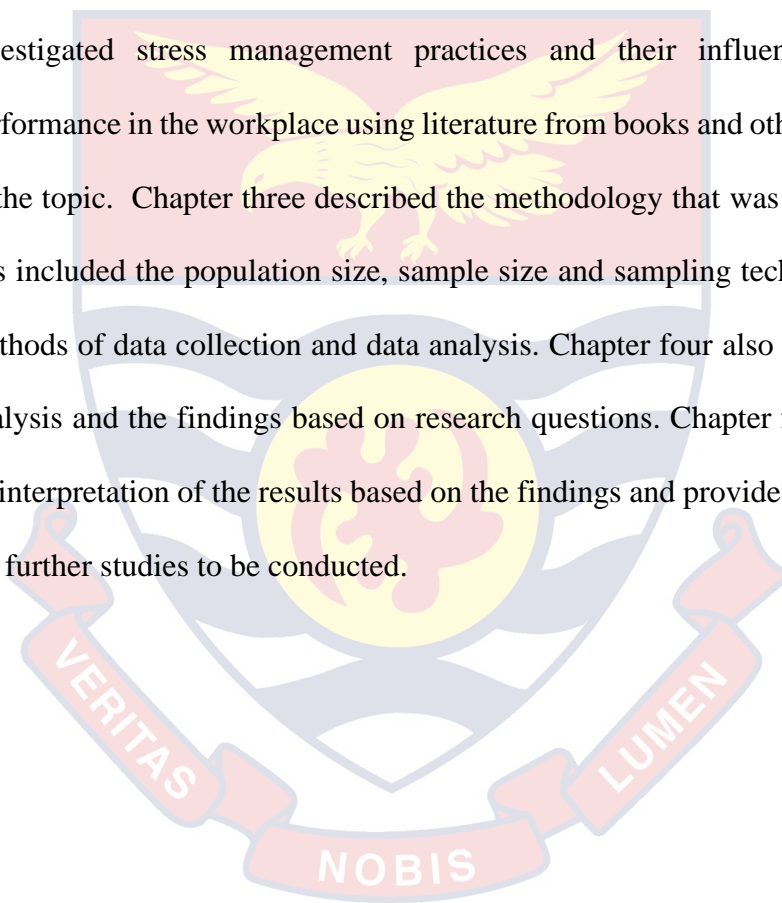 estigated stress management practices and their influen
rformance in the workplace using literature from books and oth
the topic. Chapter three described the methodology that was
s included the population size, sample size and sampling tech
thods of data collection and data analysis. Chapter four also
alysis and the findings based on research questions. Chapter
interpretation of the results based on the findings and provide
further studies to be conducted.
VERITAS
NOBIS
LUMEN